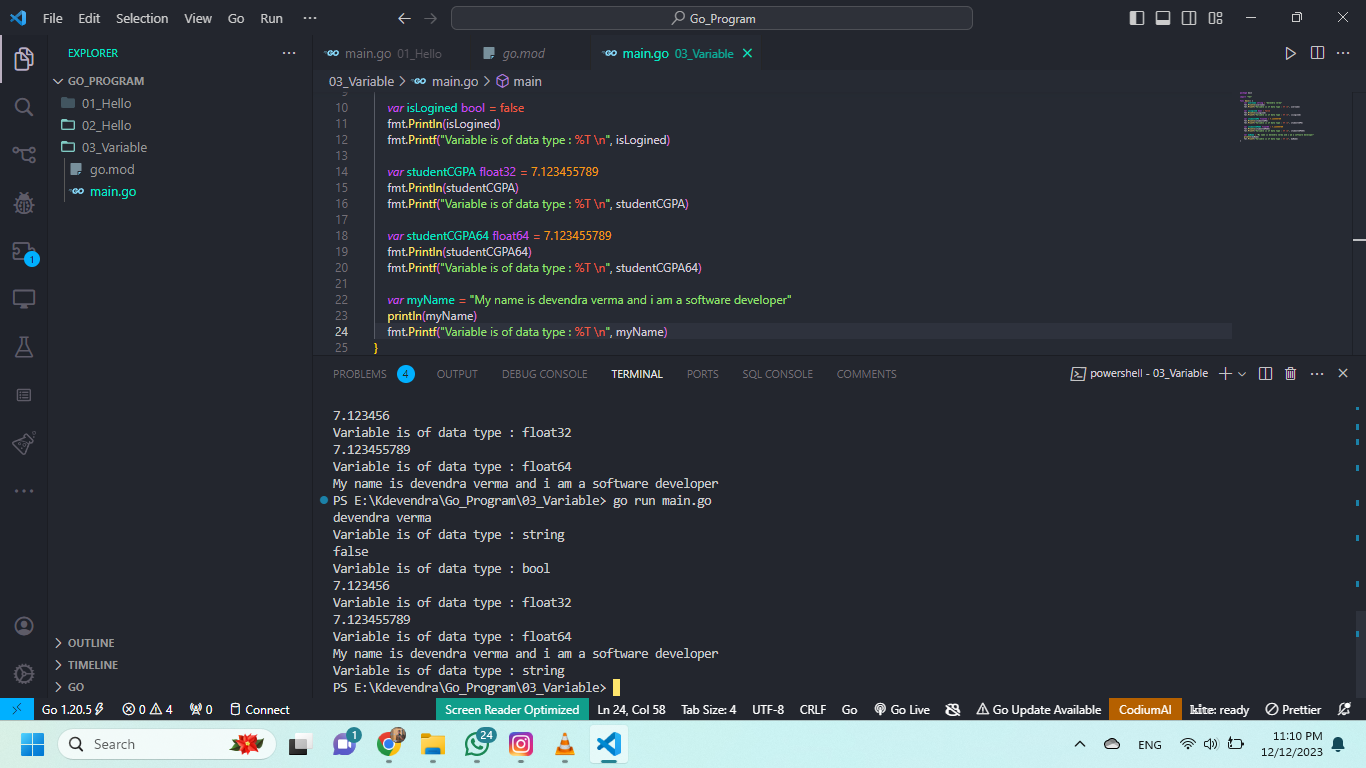 File Edit Selection View Go Run ··· Go_Program
EXPLORER ···
GO_PROGRAM
01_Hello
02_Hello
03_Variable
go.mod
main.go
OUTLINE
TIMELINE
GO
main.go 01_Hello go.mod main.go 03_Variable
03_Variable > main.go > main
9
10 var isLogined bool = false
11 fmt.Println(isLogined)
12 fmt.Printf("Variable is of data type : %T \n", isLogined)
13
14 var studentCGPA float32 = 7.123455789
15 fmt.Println(studentCGPA)
16 fmt.Printf("Variable is of data type : %T \n", studentCGPA)
17
18 var studentCGPA64 float64 = 7.123455789
19 fmt.Println(studentCGPA64)
20 fmt.Printf("Variable is of data type : %T \n", studentCGPA64)
21
22 var myName = "My name is devendra verma and i am a software developer"
23 println(myName)
24 fmt.Printf("Variable is of data type : %T \n", myName)
25 }
PROBLEMS 4 OUTPUT DEBUG CONSOLE TERMINAL PORTS SQL CONSOLE COMMENTS powershell - 03_Variable
7.123456
Variable is of data type : float32
7.123455789
Variable is of data type : float64
My name is devendra verma and i am a software developer
PS E:\Kdevendra\Go_Program\03_Variable> go run main.go
devendra verma
Variable is of data type : string
false
Variable is of data type : bool
7.123456
Variable is of data type : float32
7.123455789
Variable is of data type : float64
My name is devendra verma and i am a software developer
Variable is of data type : string
PS E:\Kdevendra\Go_Program\03_Variable>
1
Go 1.20.5 0 4 0 Connect Screen Reader Optimized Ln 24, Col 58 Tab Size: 4 UTF-8 CRLF Go Go Live Go Update Available CodiumAI kite: ready Prettier
Search 1 24 ENG 11:10 PM
12/12/2023